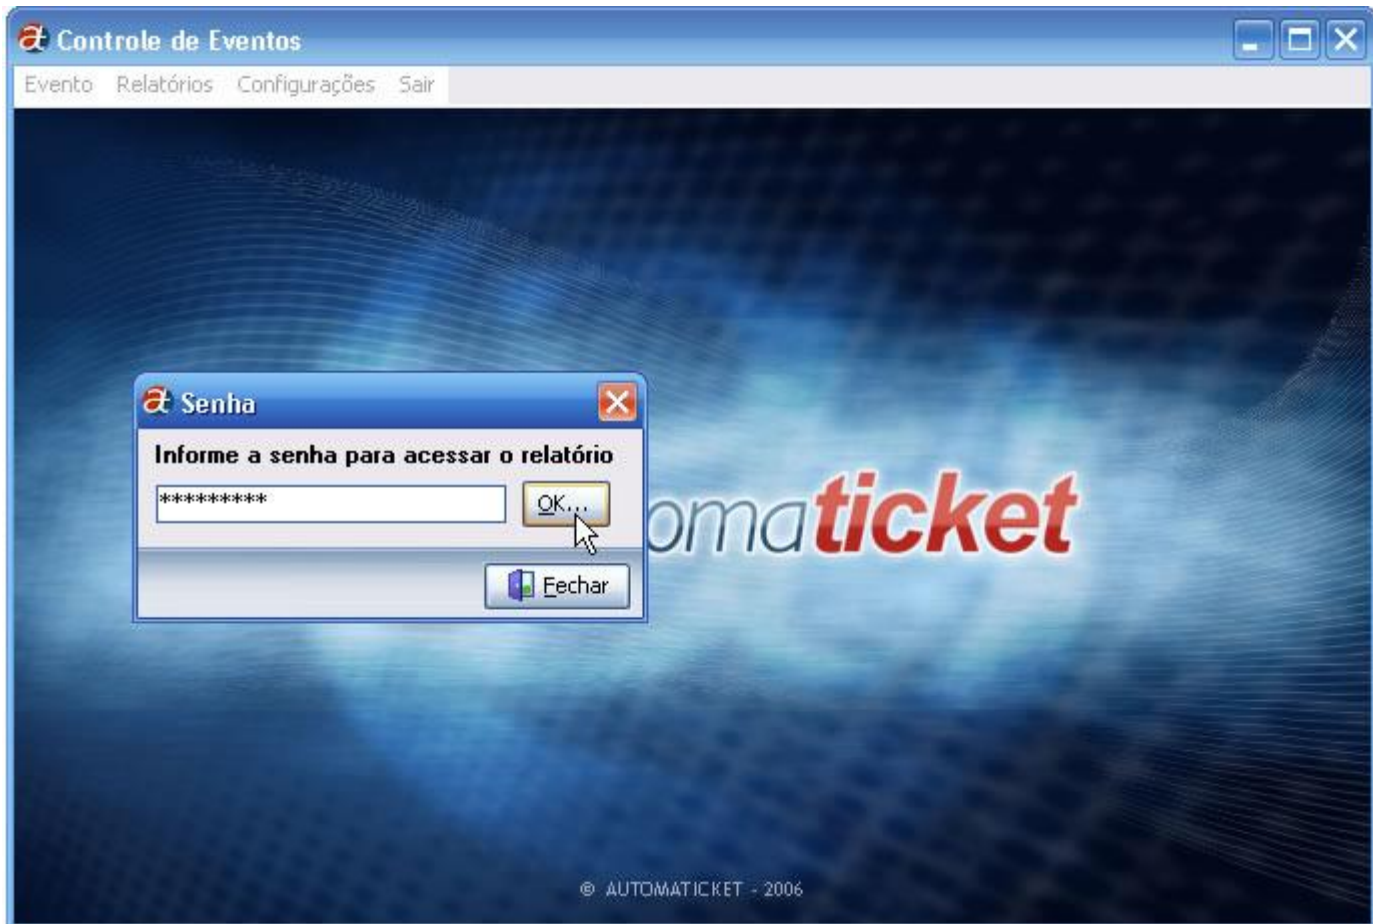 Controle de Eventos
Evento Relatórios Configurações Sair
Senha
Informe a senha para acessar o relatório
*********
OK...
omaticket
Fechar
© AUTOMATICKET - 2006